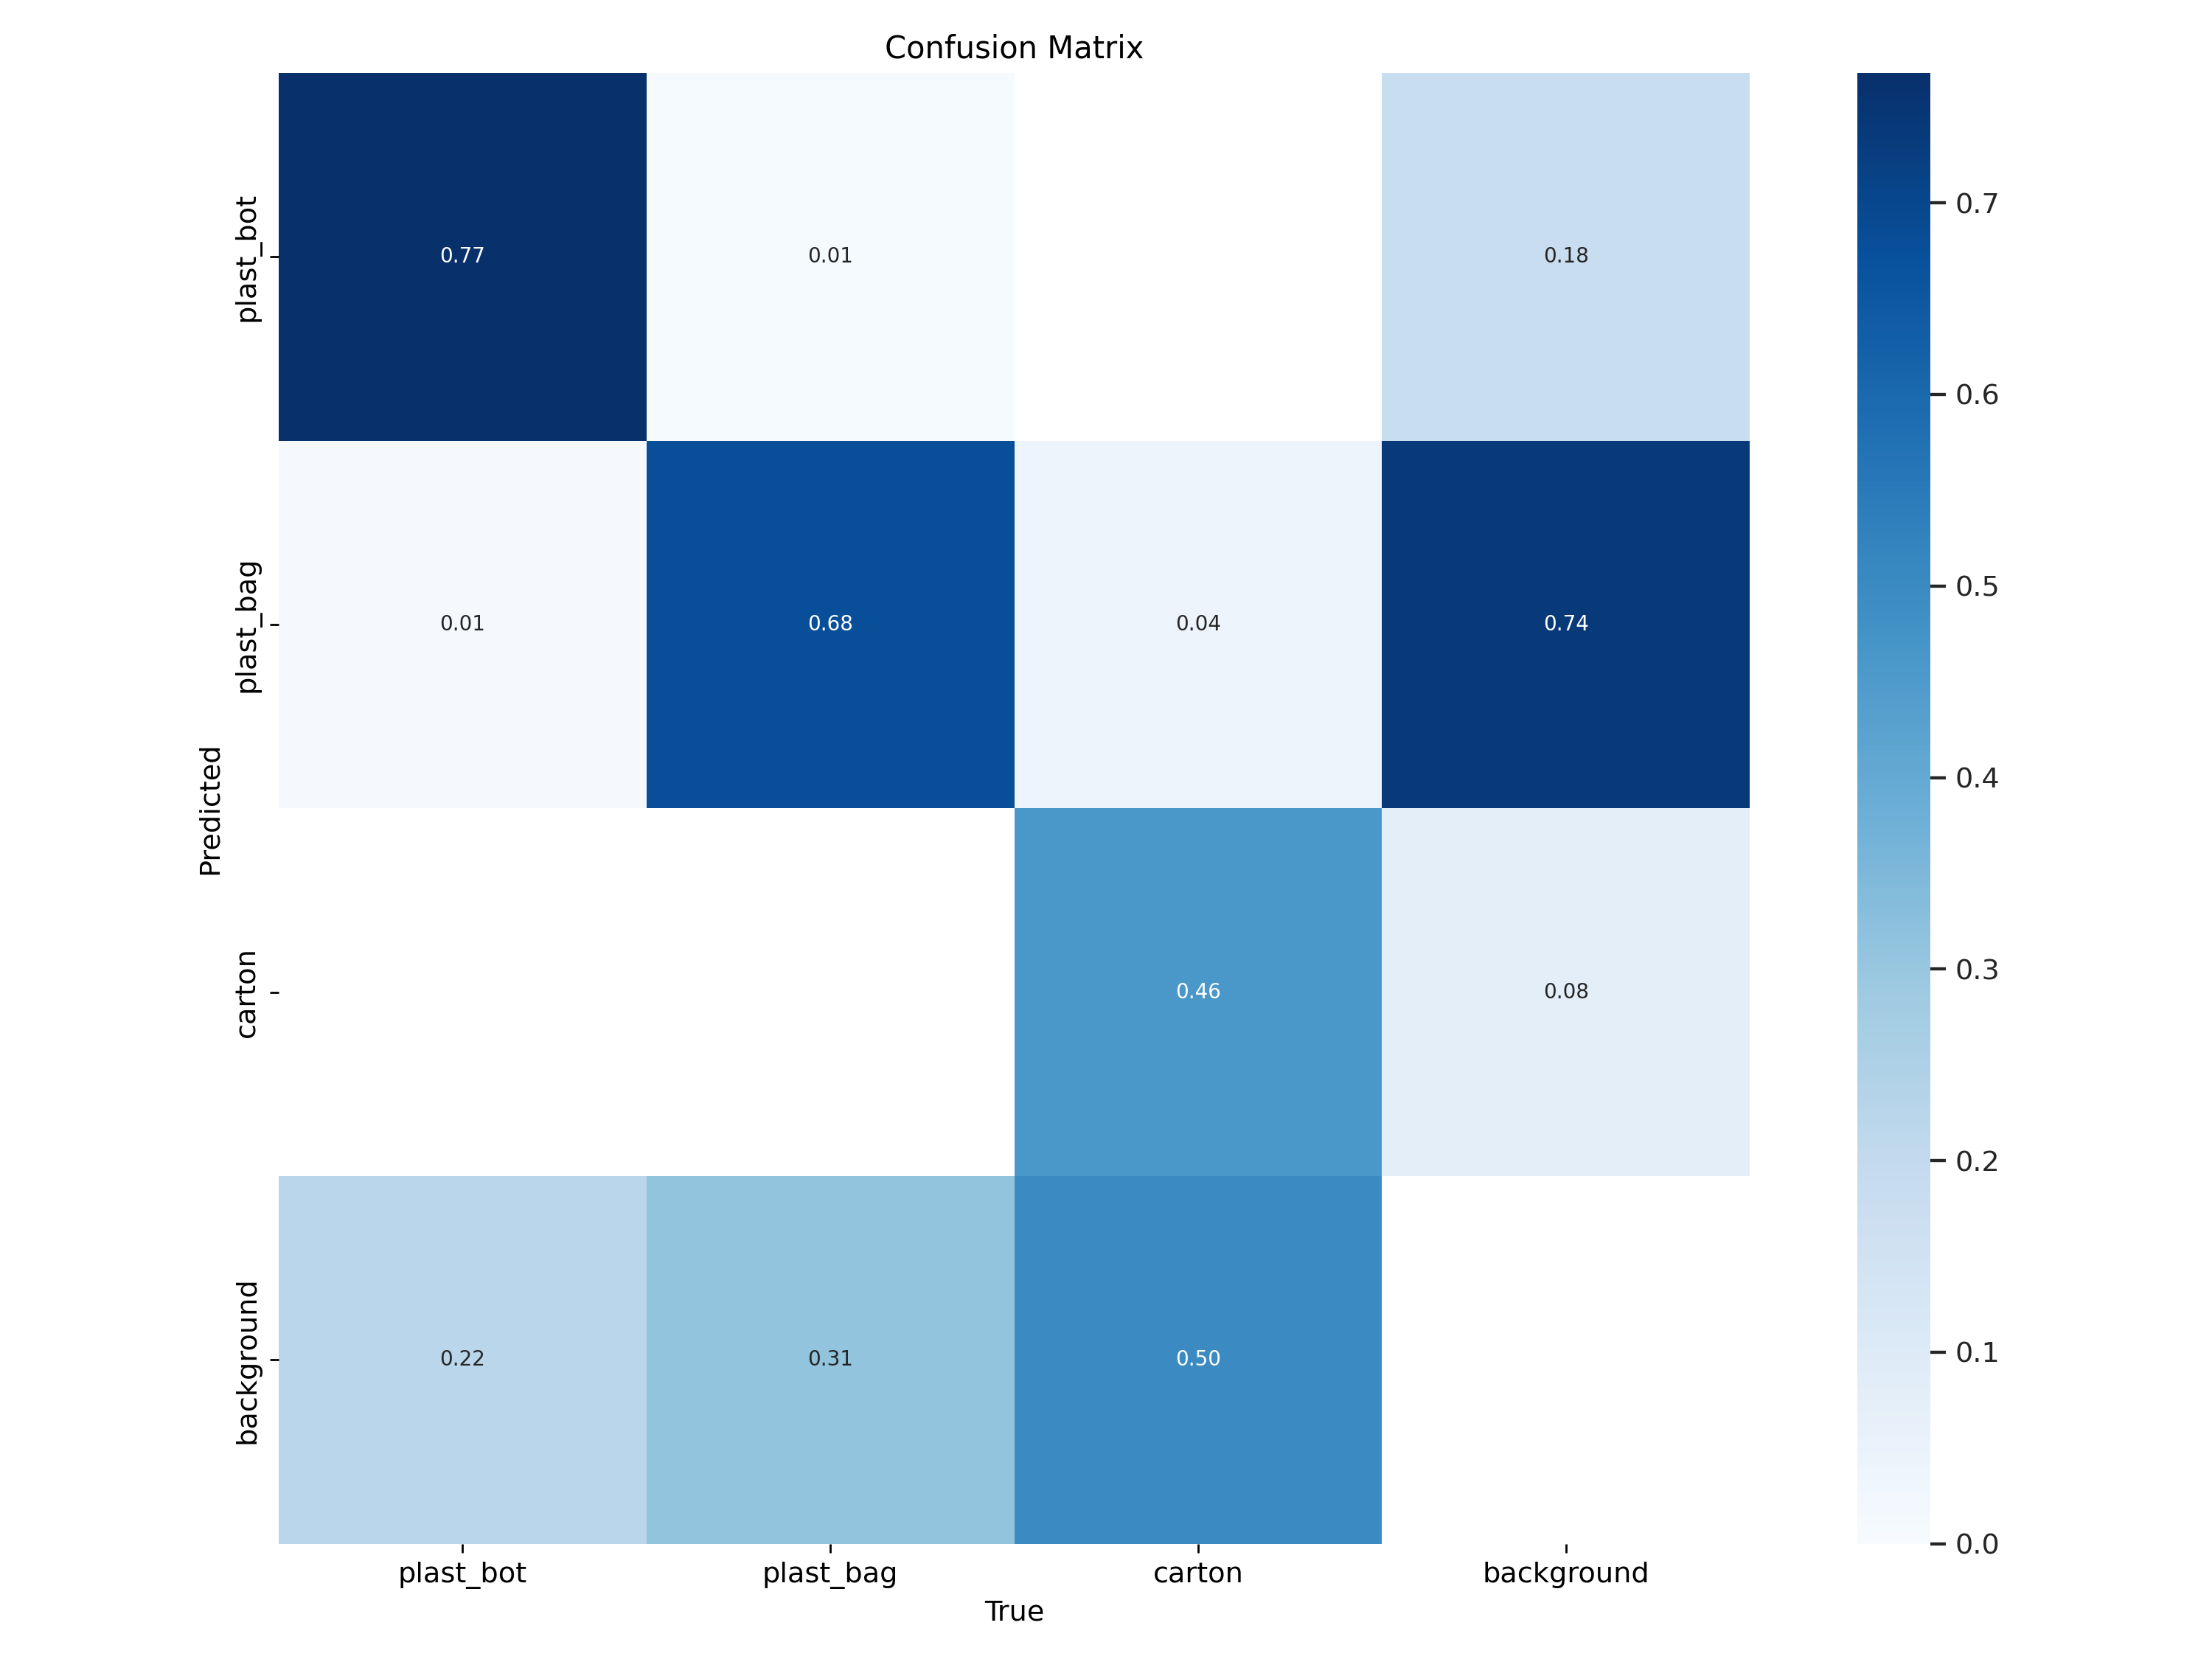 Confusion Matrix
plast_bot
0.77
0.01
0.18
plast_bag
0.01
0.68
0.04
0.74
carton
0.46
0.08
background
0.22
0.31
0.50
Predicted
plast_bot
plast_bag
carton
background
True
0.7
0.6
0.5
0.4
0.3
0.2
0.1
0.0